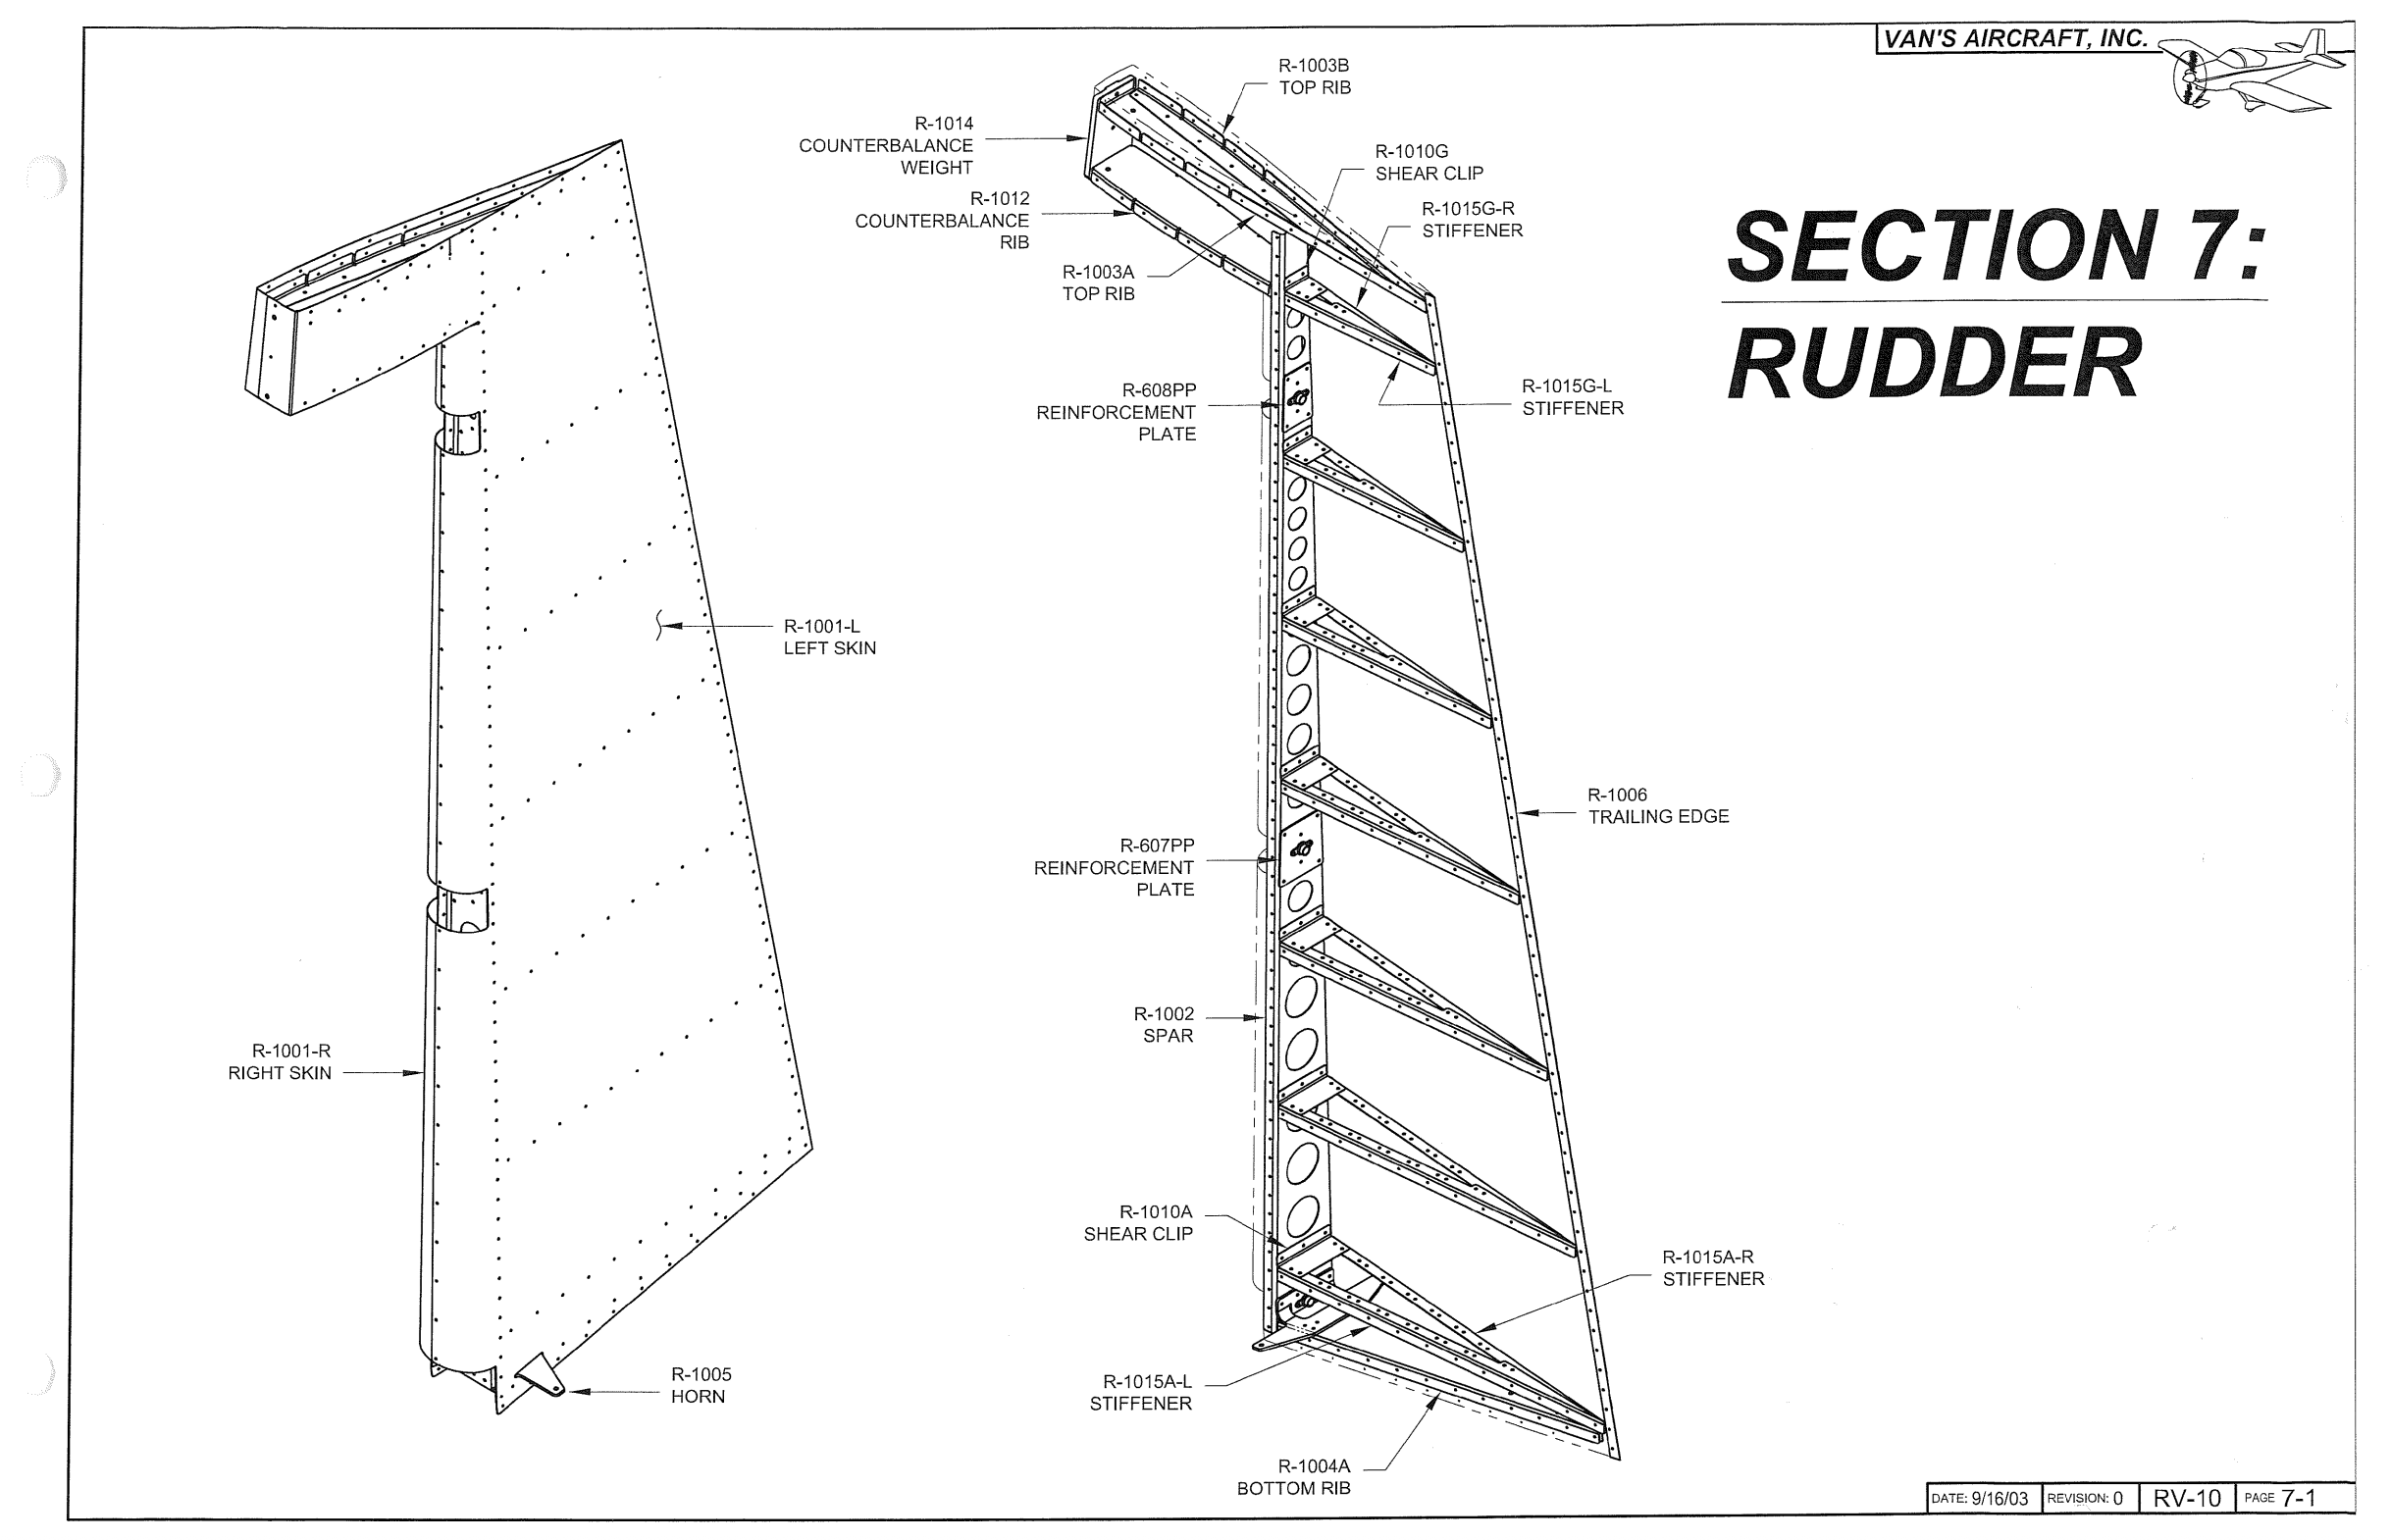 VAN'S AIRCRAFT, INC.
SECTION 7:
RUDDER
R-1003B
TOP RIB
R-1014
COUNTERBALANCE
WEIGHT
R-1010G
SHEAR CLIP
R-1012
COUNTERBALANCE
RIB
R-1015G-R
STIFFENER
R-1003A
TOP RIB
R-608PP
REINFORCEMENT
PLATE
R-1015G-L
STIFFENER
R-1001-L
LEFT SKIN
R-1006
TRAILING EDGE
R-607PP
REINFORCEMENT
PLATE
R-1002
SPAR
R-1001-R
RIGHT SKIN
R-1010A
SHEAR CLIP
R-1015A-R
STIFFENER
R-1005
HORN
R-1015A-L
STIFFENER
R-1004A
BOTTOM RIB
DATE: 9/16/03 REVISION: 0 RV-10 PAGE 7-1